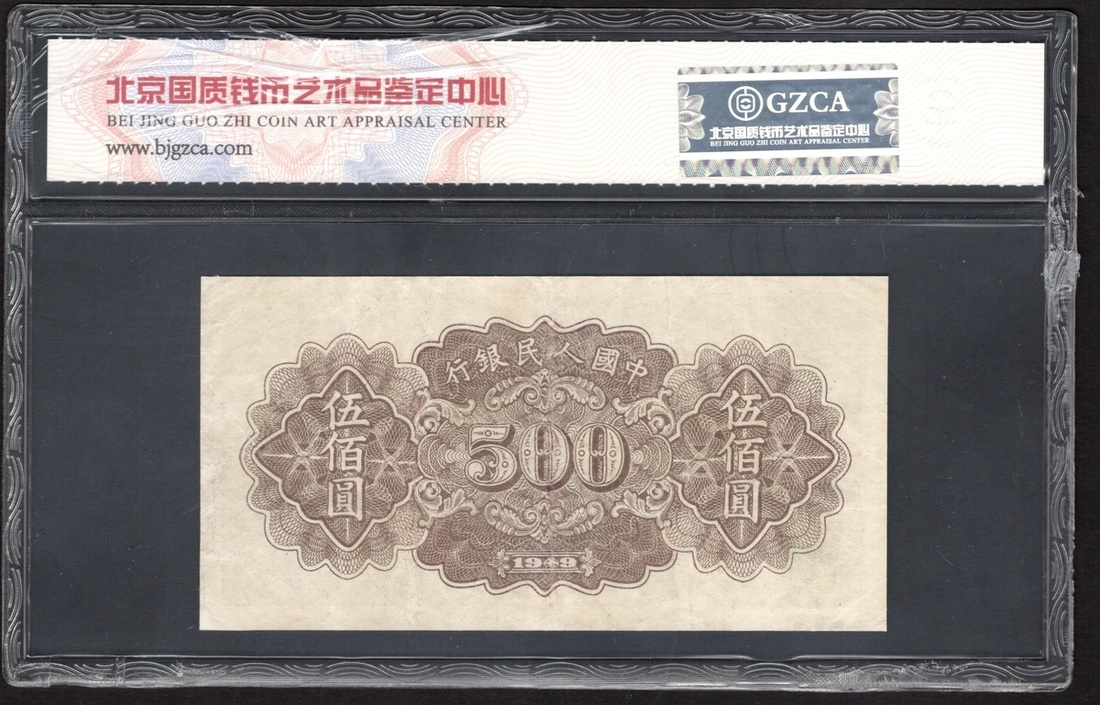 北京国质钱币艺术品鉴定中心
BEI JING GUO ZHI COIN ART APPRAISAL CENTER
www.bjgzca.com
GZCA
北京国质钱币艺术品鉴定中心
BEI JING GUO ZHI COIN ART APPRAISAL CENTER
行銀民人國中
伍佰圓
500
伍佰圓
1949